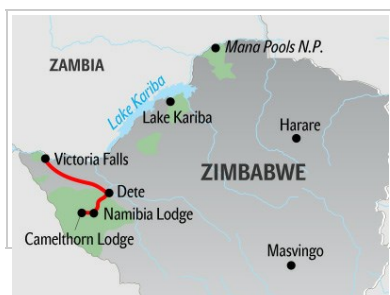 Mana Pools N.P.
ZAMBIA
Lake Kariba
Lake Kariba
Harare
Victoria Falls
ZIMBABWE
Dete
Namibia Lodge
Camelthorn Lodge
Masvingo